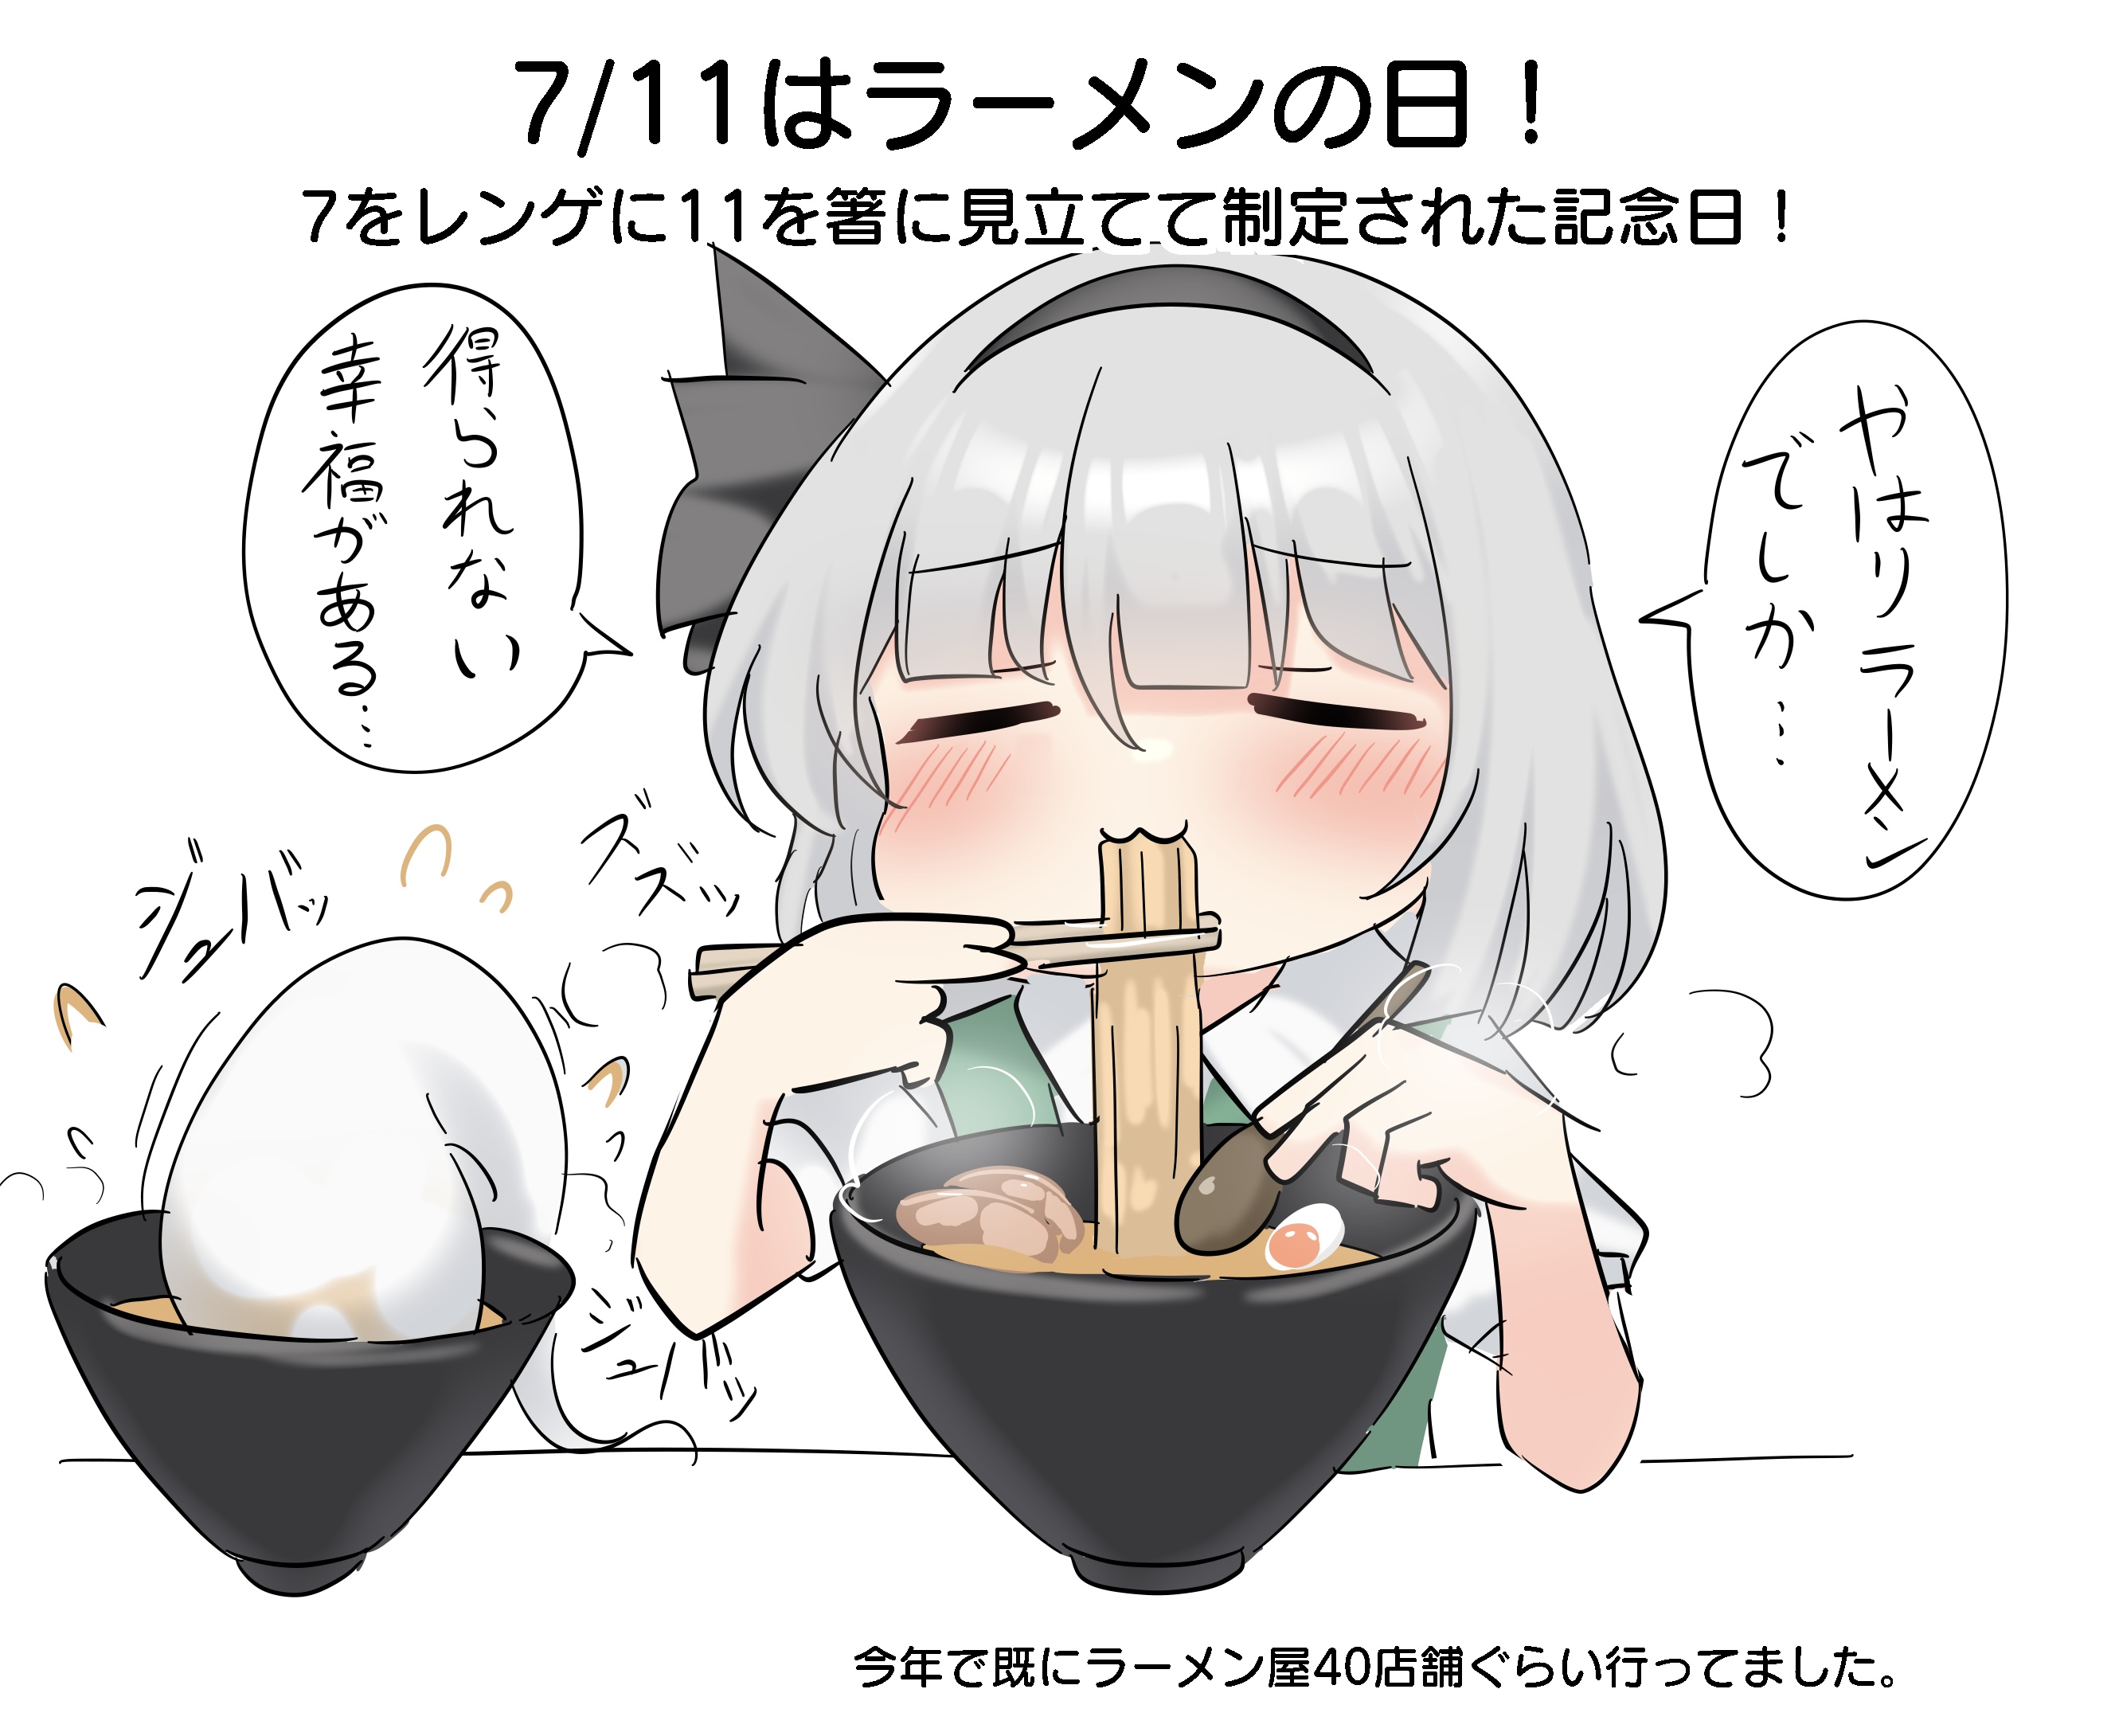 7/11はラーメンの日！
7をレンゲに11を箸に見立てて制定された記念日！
やはりラーメン
でしか…
得られない
幸福がある…
ズズッ
ジュバッ
ジュバッ
今年で既にラーメン屋40店舗ぐらい行ってました。